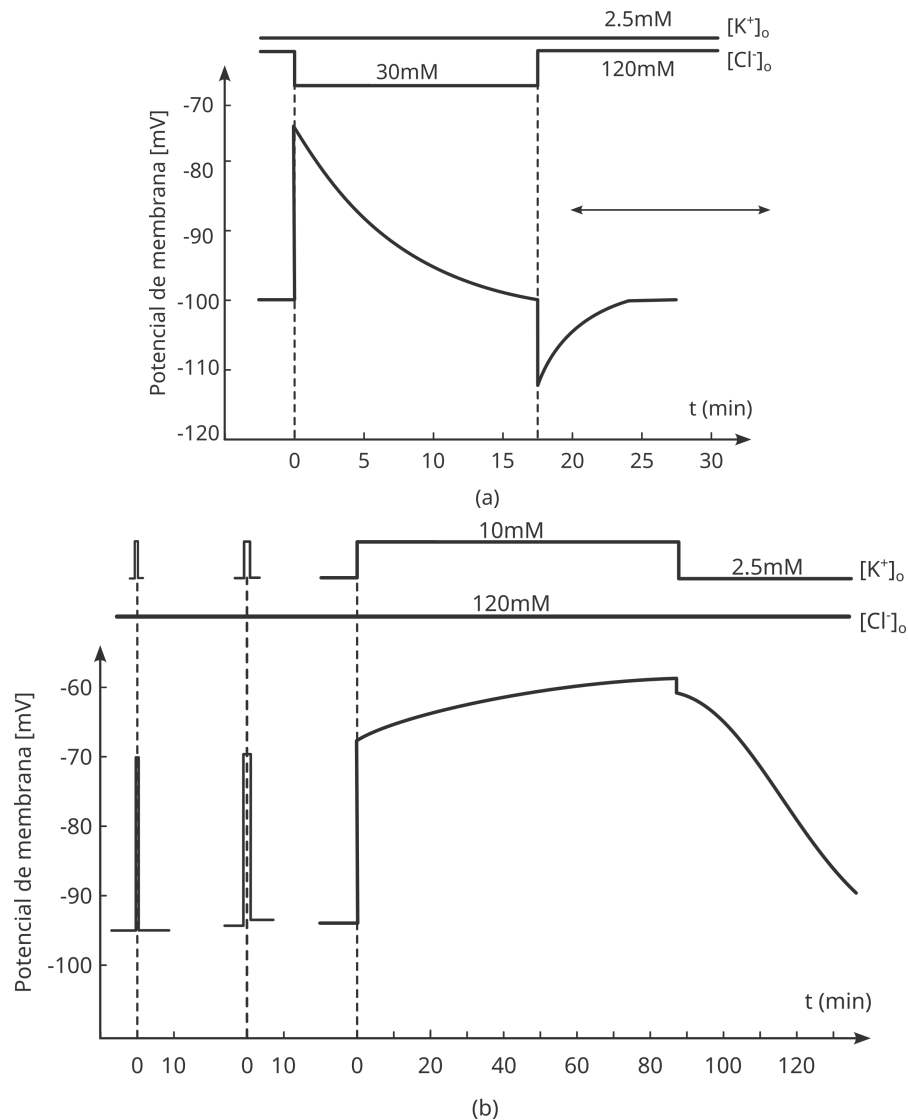 2.5mM
[K⁺]ₒ
30mM
120mM
[Cl⁻]ₒ
Potencial de membrana [mV]
-70
-80
-90
-100
-110
-120
t (min)
0 5 10 15 20 25 30
(a)
10mM
2.5mM
[K⁺]ₒ
120mM
[Cl⁻]ₒ
Potencial de membrana [mV]
-60
-70
-80
-90
-100
t (min)
0 10 0 10 0 20 40 60 80 100 120
(b)